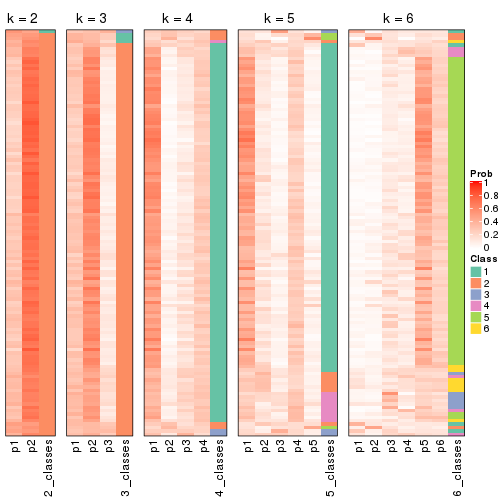 k = 2
k = 3
k = 4
k = 5
k = 6
Prob
1
0.8
0.6
0.4
0.2
0
Class
1
2
3
4
5
6
p1
p2
2_classes
p1
p2
p3
3_classes
p1
p2
p3
p4
4_classes
p1
p2
p3
p4
p5
5_classes
p1
p2
p3
p4
p5
p6
6_classes